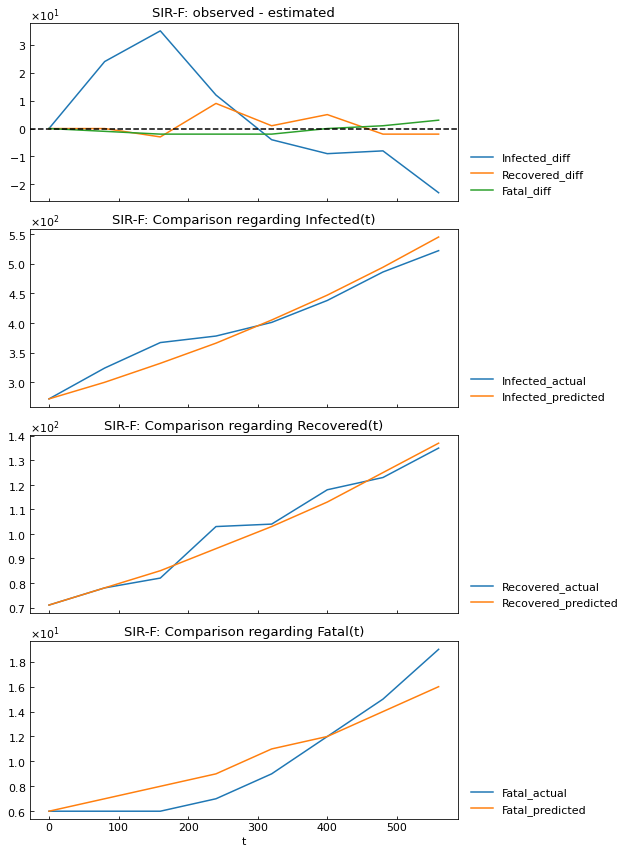 SIR-F: observed - estimated
×10¹
3
2
1
0
−1
−2
Infected_diff
Recovered_diff
Fatal_diff
SIR-F: Comparison regarding Infected(t)
×10²
5.5
5.0
4.5
4.0
3.5
3.0
Infected_actual
Infected_predicted
SIR-F: Comparison regarding Recovered(t)
×10²
1.4
1.3
1.2
1.1
1.0
0.9
0.8
0.7
Recovered_actual
Recovered_predicted
SIR-F: Comparison regarding Fatal(t)
×10¹
1.8
1.6
1.4
1.2
1.0
0.8
0.6
Fatal_actual
Fatal_predicted
0 100 200 300 400 500
t